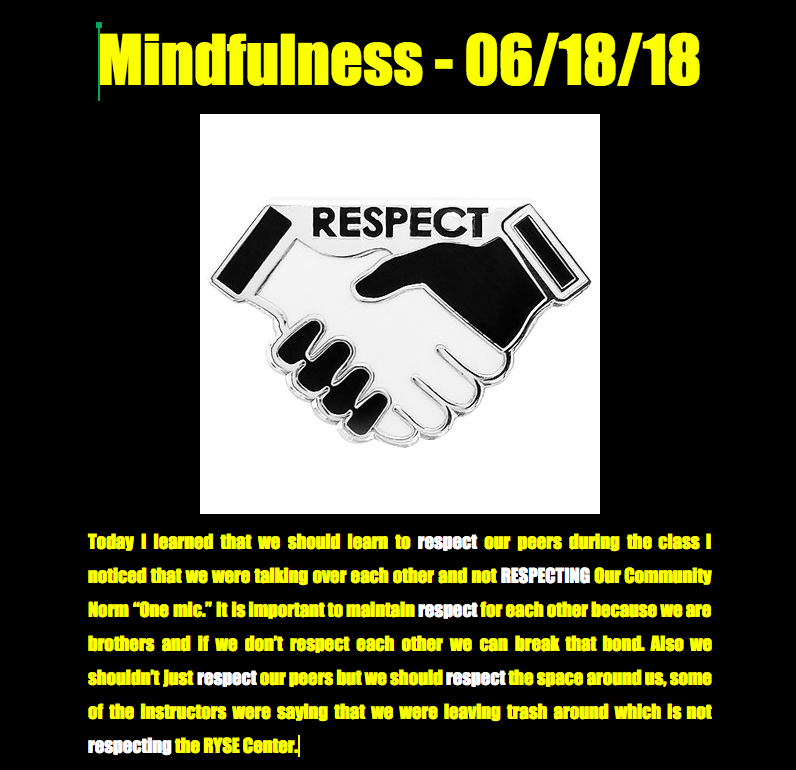 Mindfulness - 06/18/18
RESPECT
Today I learned that we should learn to respect our peers during the class I
noticed that we were talking over each other and not RESPECTING Our Community
Norm “One mic.” It is important to maintain respect for each other because we are
brothers and if we don’t respect each other we can break that bond. Also we
shouldn’t just respect our peers but we should respect the space around us, some
of the instructors were saying that we were leaving trash around which is not
respecting the RYSE Center.